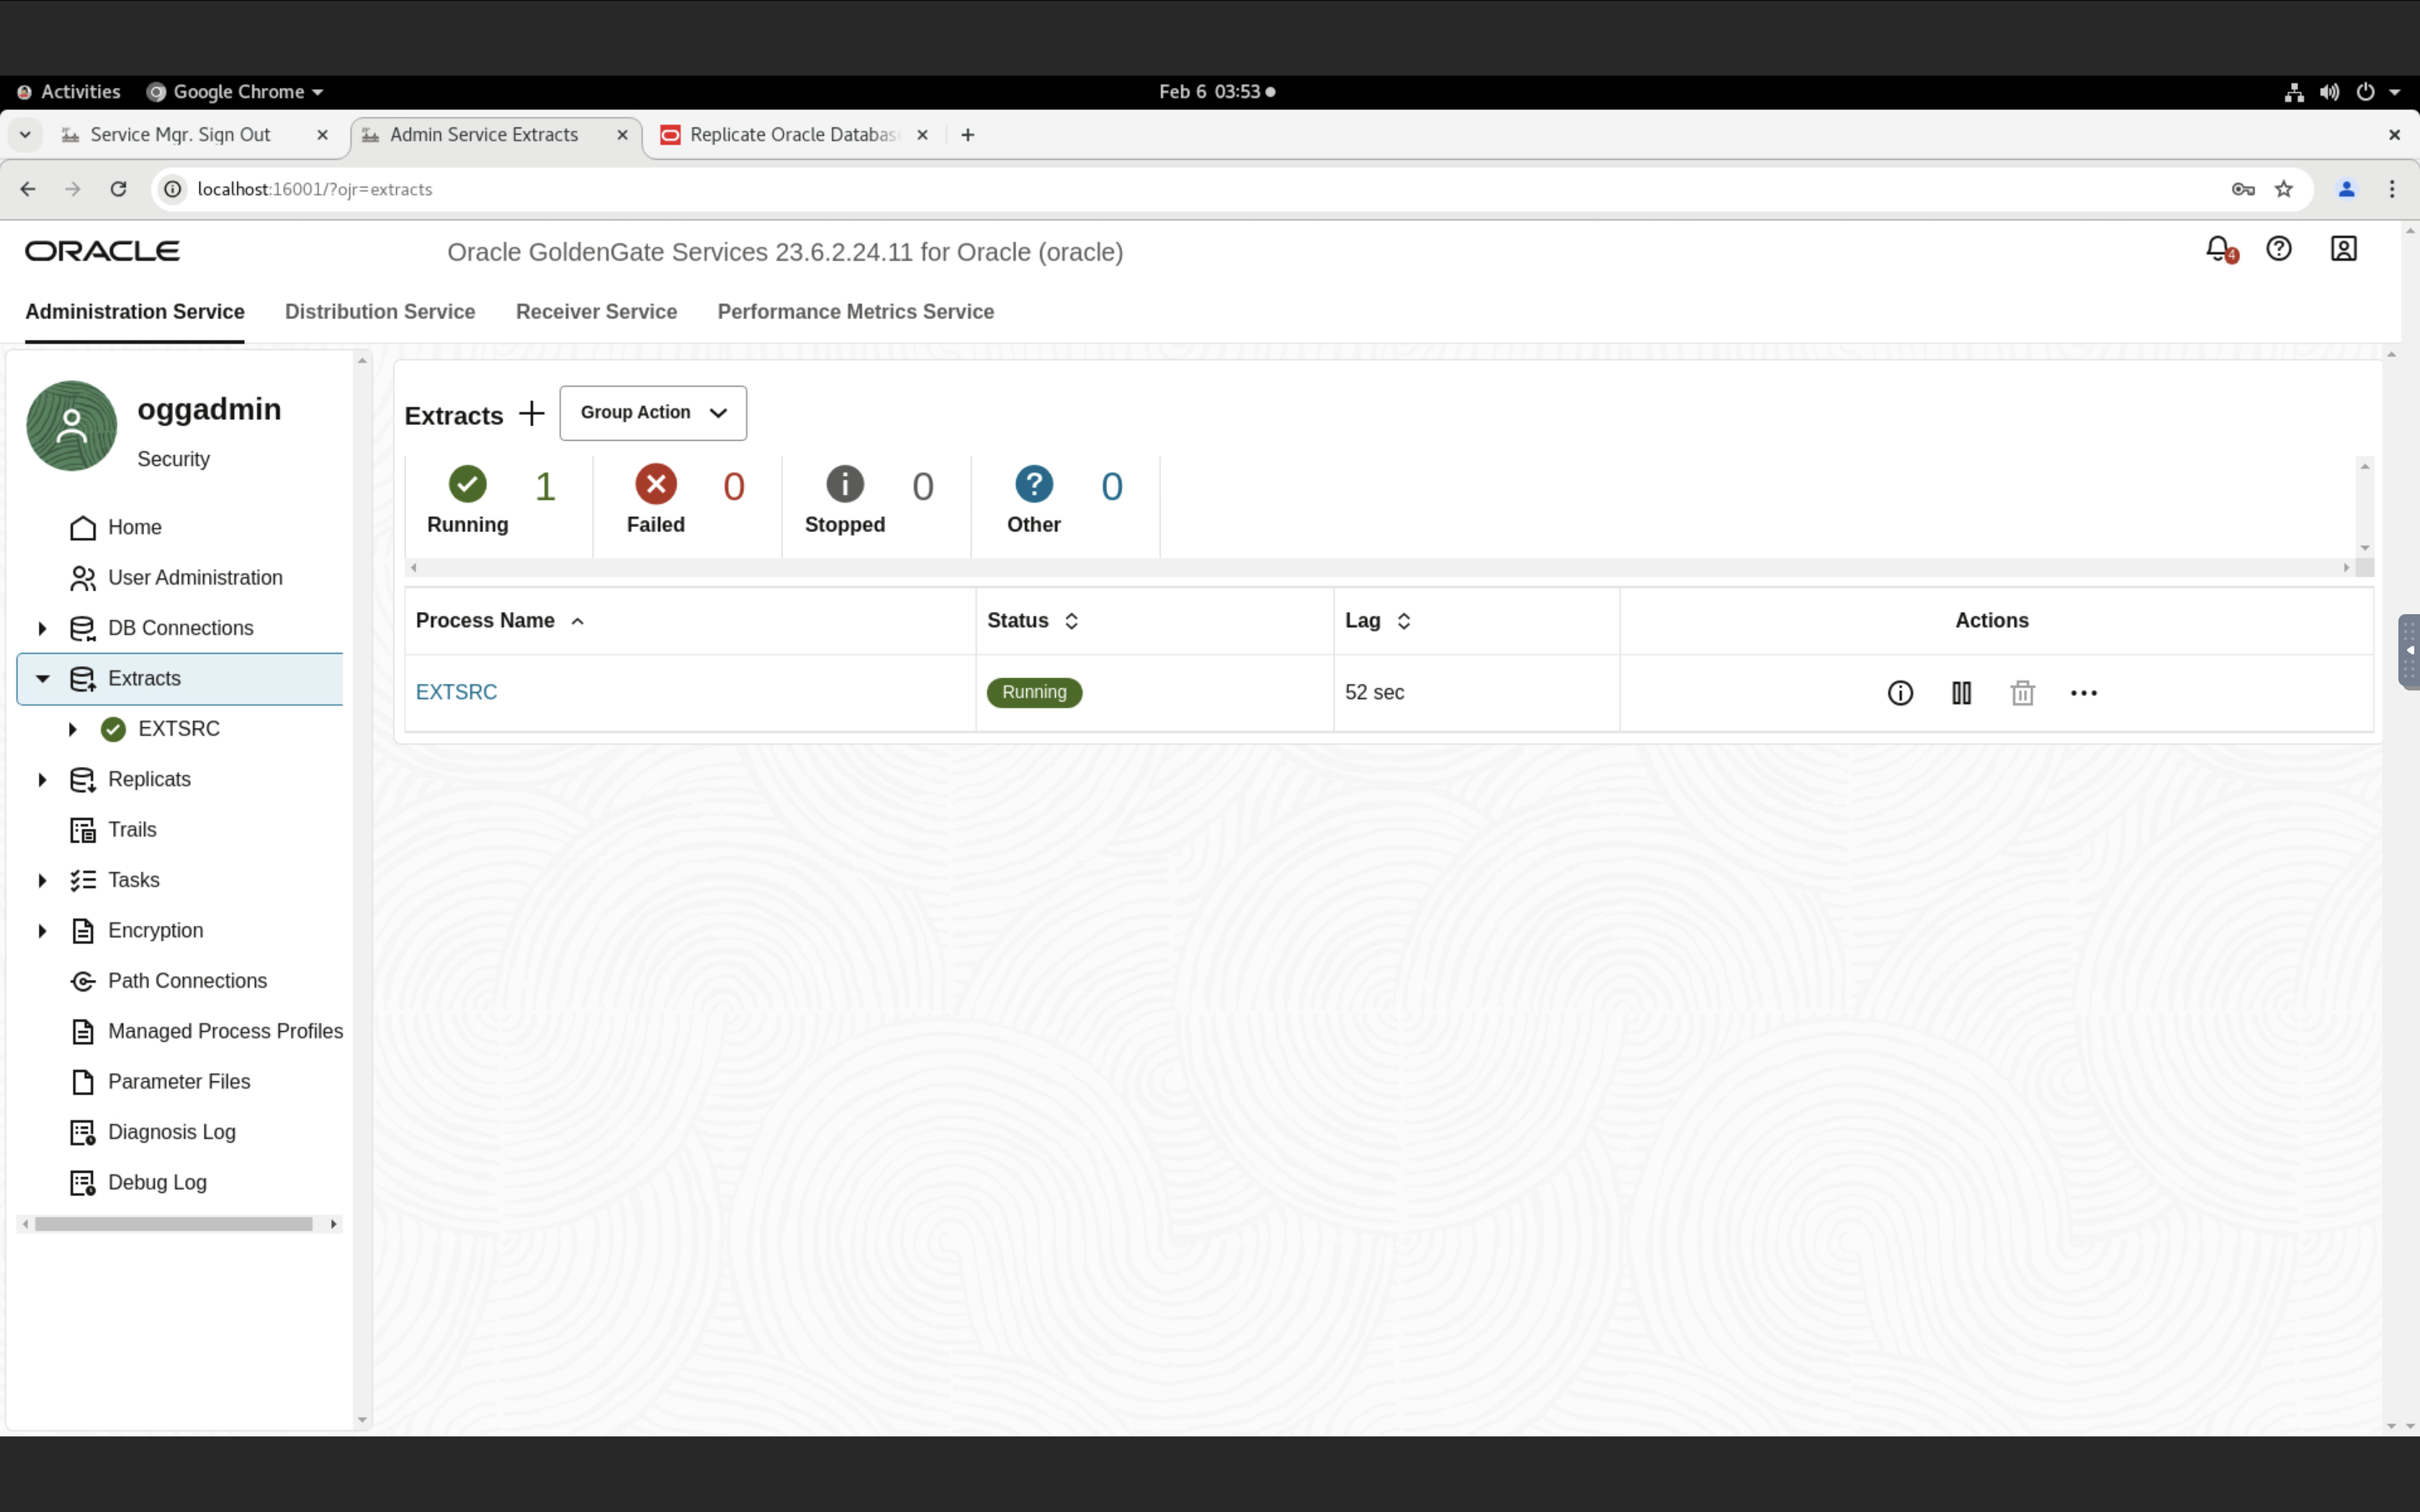 Activities Google Chrome Feb 6 03:53
Service Mgr. Sign Out Admin Service Extracts Replicate Oracle Databas
localhost:16001/?ojr=extracts
ORACLE Oracle GoldenGate Services 23.6.2.24.11 for Oracle (oracle) 4
Administration Service Distribution Service Receiver Service Performance Metrics Service
oggadmin
Security
Home
User Administration
DB Connections
Extracts
EXTSRC
Replicats
Trails
Tasks
Encryption
Path Connections
Managed Process Profiles
Parameter Files
Diagnosis Log
Debug Log
Extracts Group Action
1 0 0 0
Running Failed Stopped Other
Process Name Status Lag Actions
EXTSRC Running 52 sec